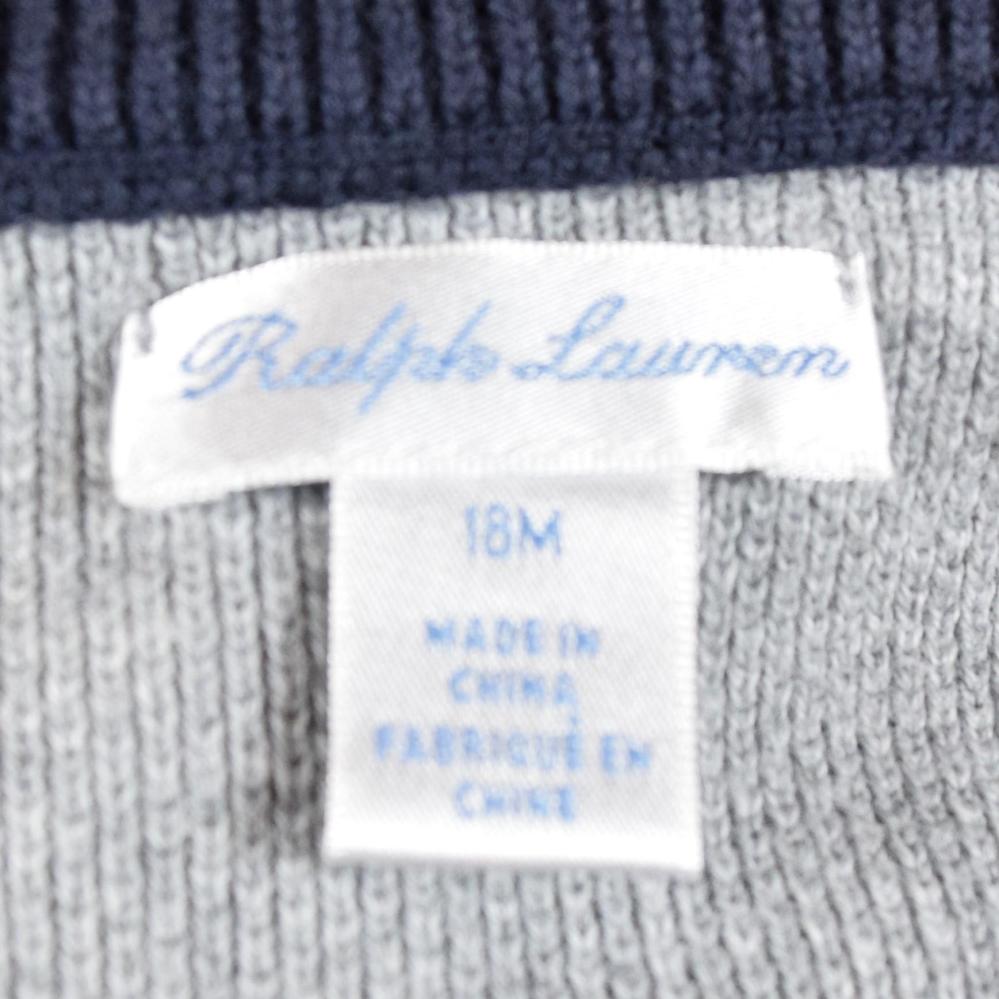 Ralph Lauren
18M
MADE IN
CHINA
FABRIQUÉ EN
CHINE